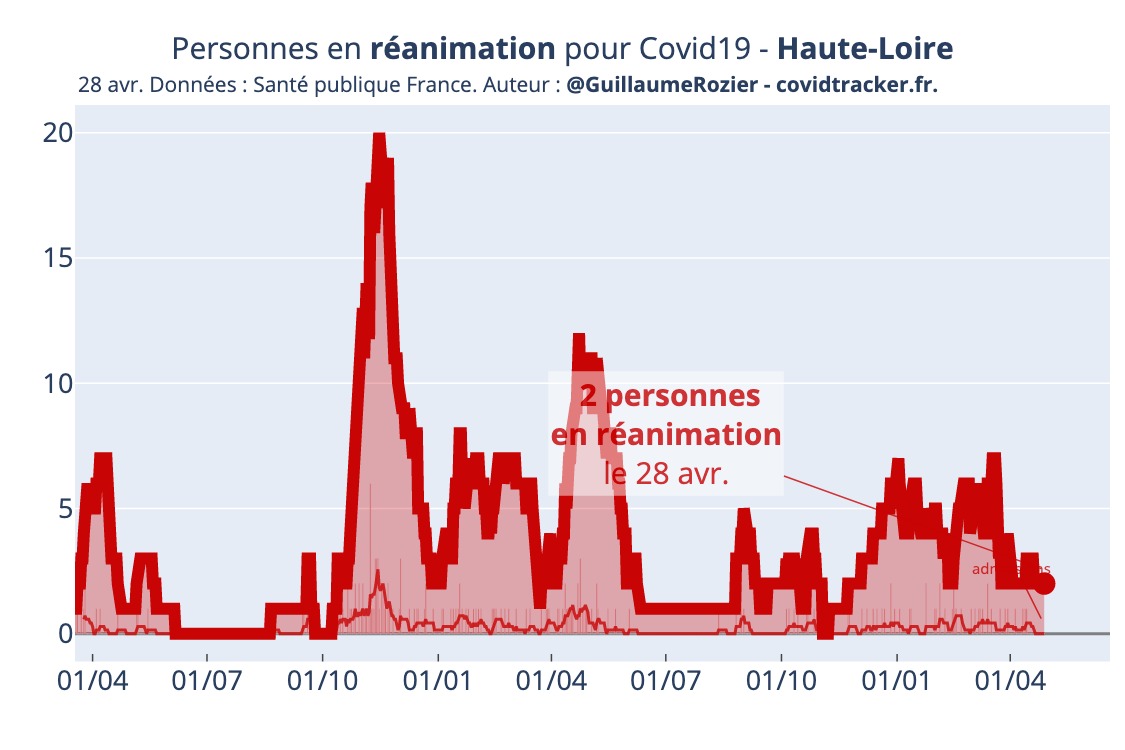 Personnes en réanimation pour Covid19 - Haute-Loire
28 avr. Données : Santé publique France. Auteur : @GuillaumeRozier - covidtracker.fr.
20
15
10
5
0
2 personnes
en réanimation
le 28 avr.
01/04 01/07 01/10 01/01 01/04 01/07 01/10 01/01 01/04